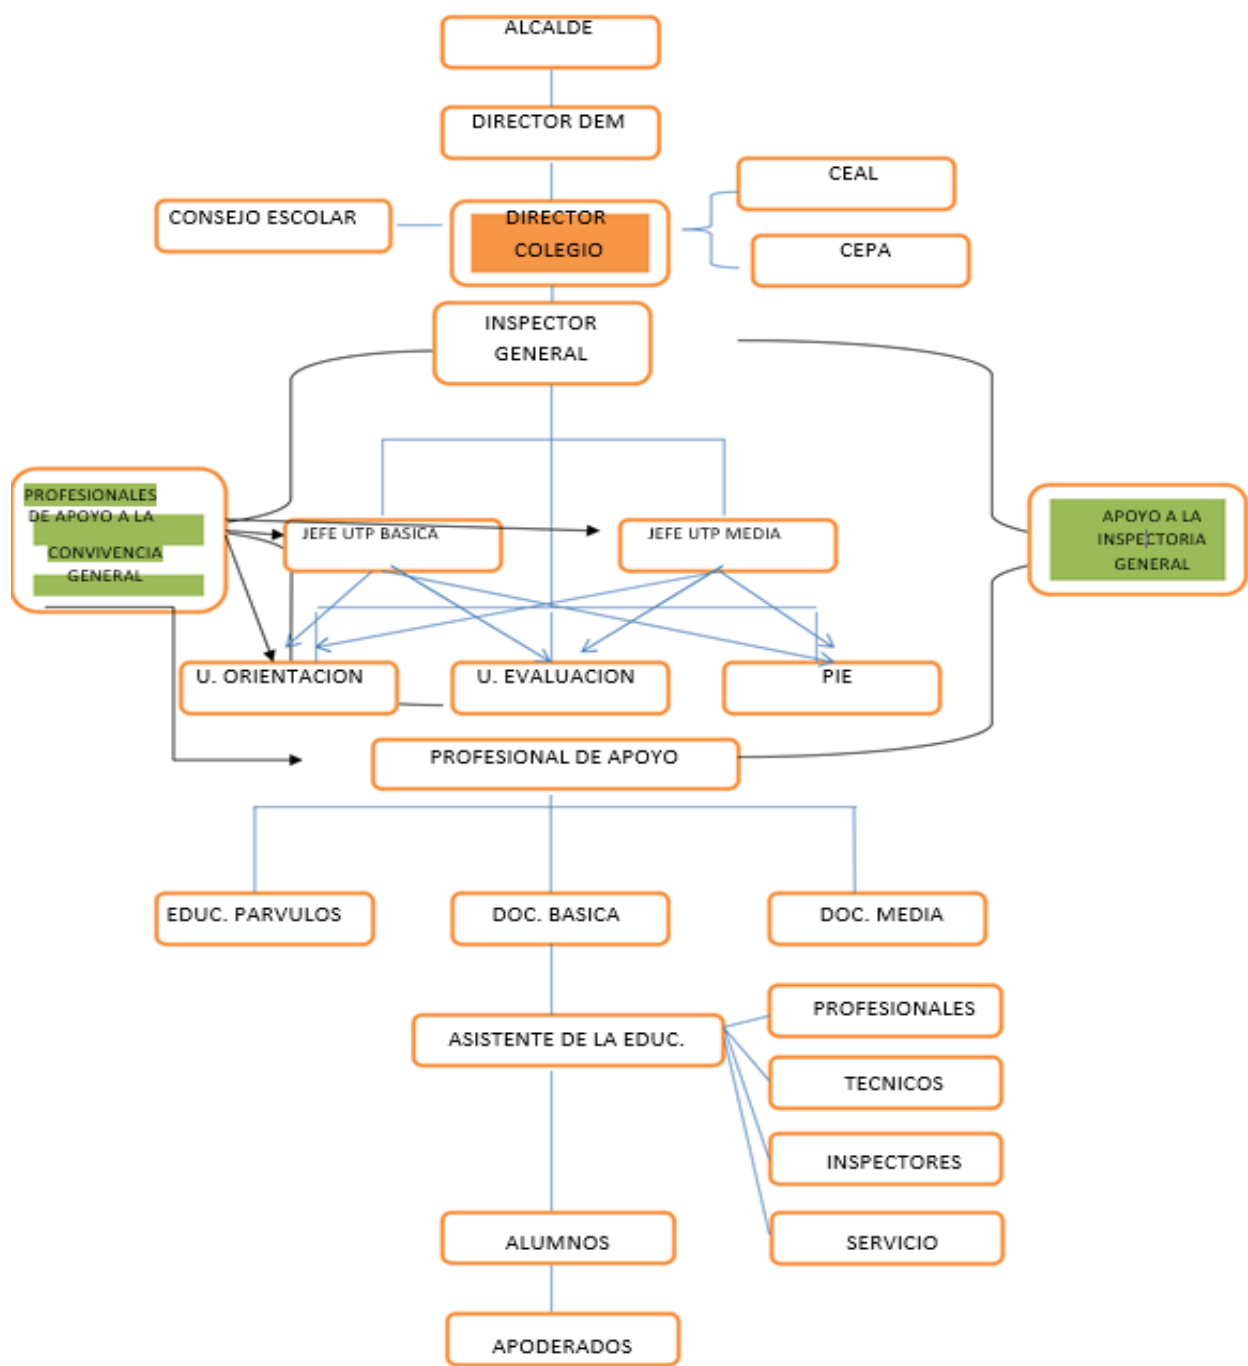 ALCALDE
DIRECTOR DEM
CEAL
CONSEJO ESCOLAR
DIRECTOR
COLEGIO
CEPA
INSPECTOR
GENERAL
PROFESIONALES
DE APOYO A LA
CONVIVENCIA
GENERAL
JEFE UTP BASICA
JEFE UTP MEDIA
APOYO A LA
INSPECTORIA
GENERAL
U. ORIENTACION
U. EVALUACION
PIE
PROFESIONAL DE APOYO
EDUC. PARVULOS
DOC. BASICA
DOC. MEDIA
ASISTENTE DE LA EDUC.
PROFESIONALES
TECNICOS
INSPECTORES
SERVICIO
ALUMNOS
APODERADOS